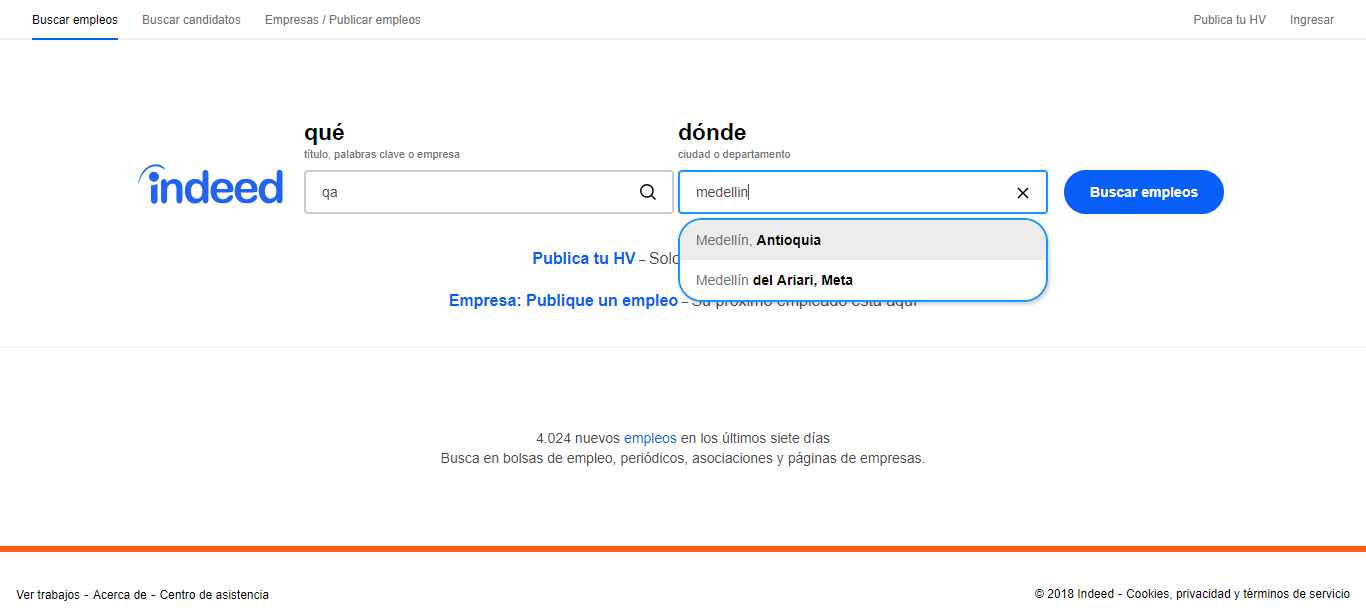 Buscar empleos Buscar candidatos Empresas / Publicar empleos Publica tu HV Ingresar
qué dónde
título, palabras clave o empresa ciudad o departamento
indeed qa medellin Buscar empleos
Medellín, Antioquia
Publica tu HV – Solo
Medellín del Ariari, Meta
Empresa: Publique un empleo – Su próximo empleado está aquí
4.024 nuevos empleos en los últimos siete días
Busca en bolsas de empleo, periódicos, asociaciones y páginas de empresas.
Ver trabajos - Acerca de - Centro de asistencia © 2018 Indeed - Cookies, privacidad y términos de servicio